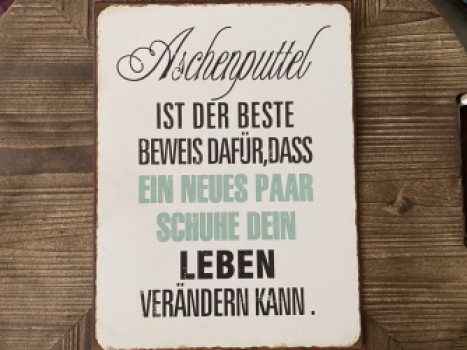 Aschenputtel
IST DER BESTE
BEWEIS DAFÜR,DASS
EIN NEUES PAAR
SCHUHE DEIN
LEBEN
VERÄNDERN KANN.